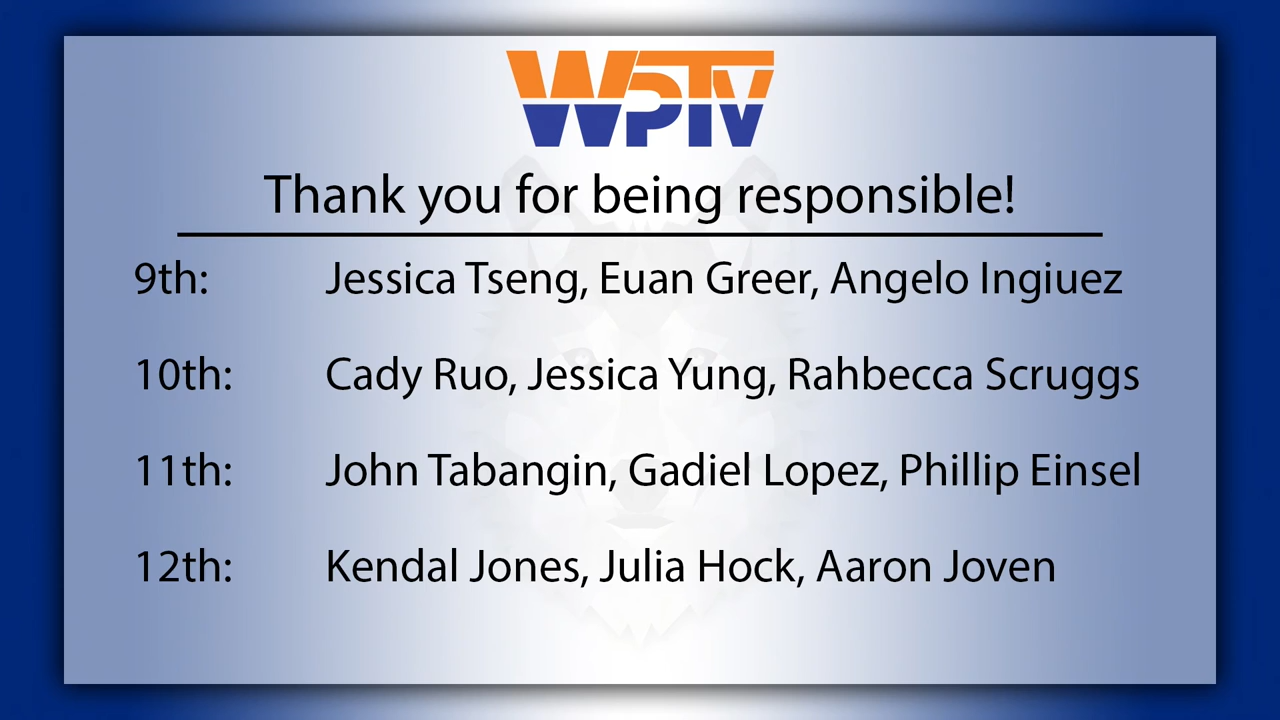 WPTV
Thank you for being responsible!
9th: Jessica Tseng, Euan Greer, Angelo Ingiuez
10th: Cady Ruo, Jessica Yung, Rahbecca Scruggs
11th: John Tabangin, Gadiel Lopez, Phillip Einsel
12th: Kendal Jones, Julia Hock, Aaron Joven